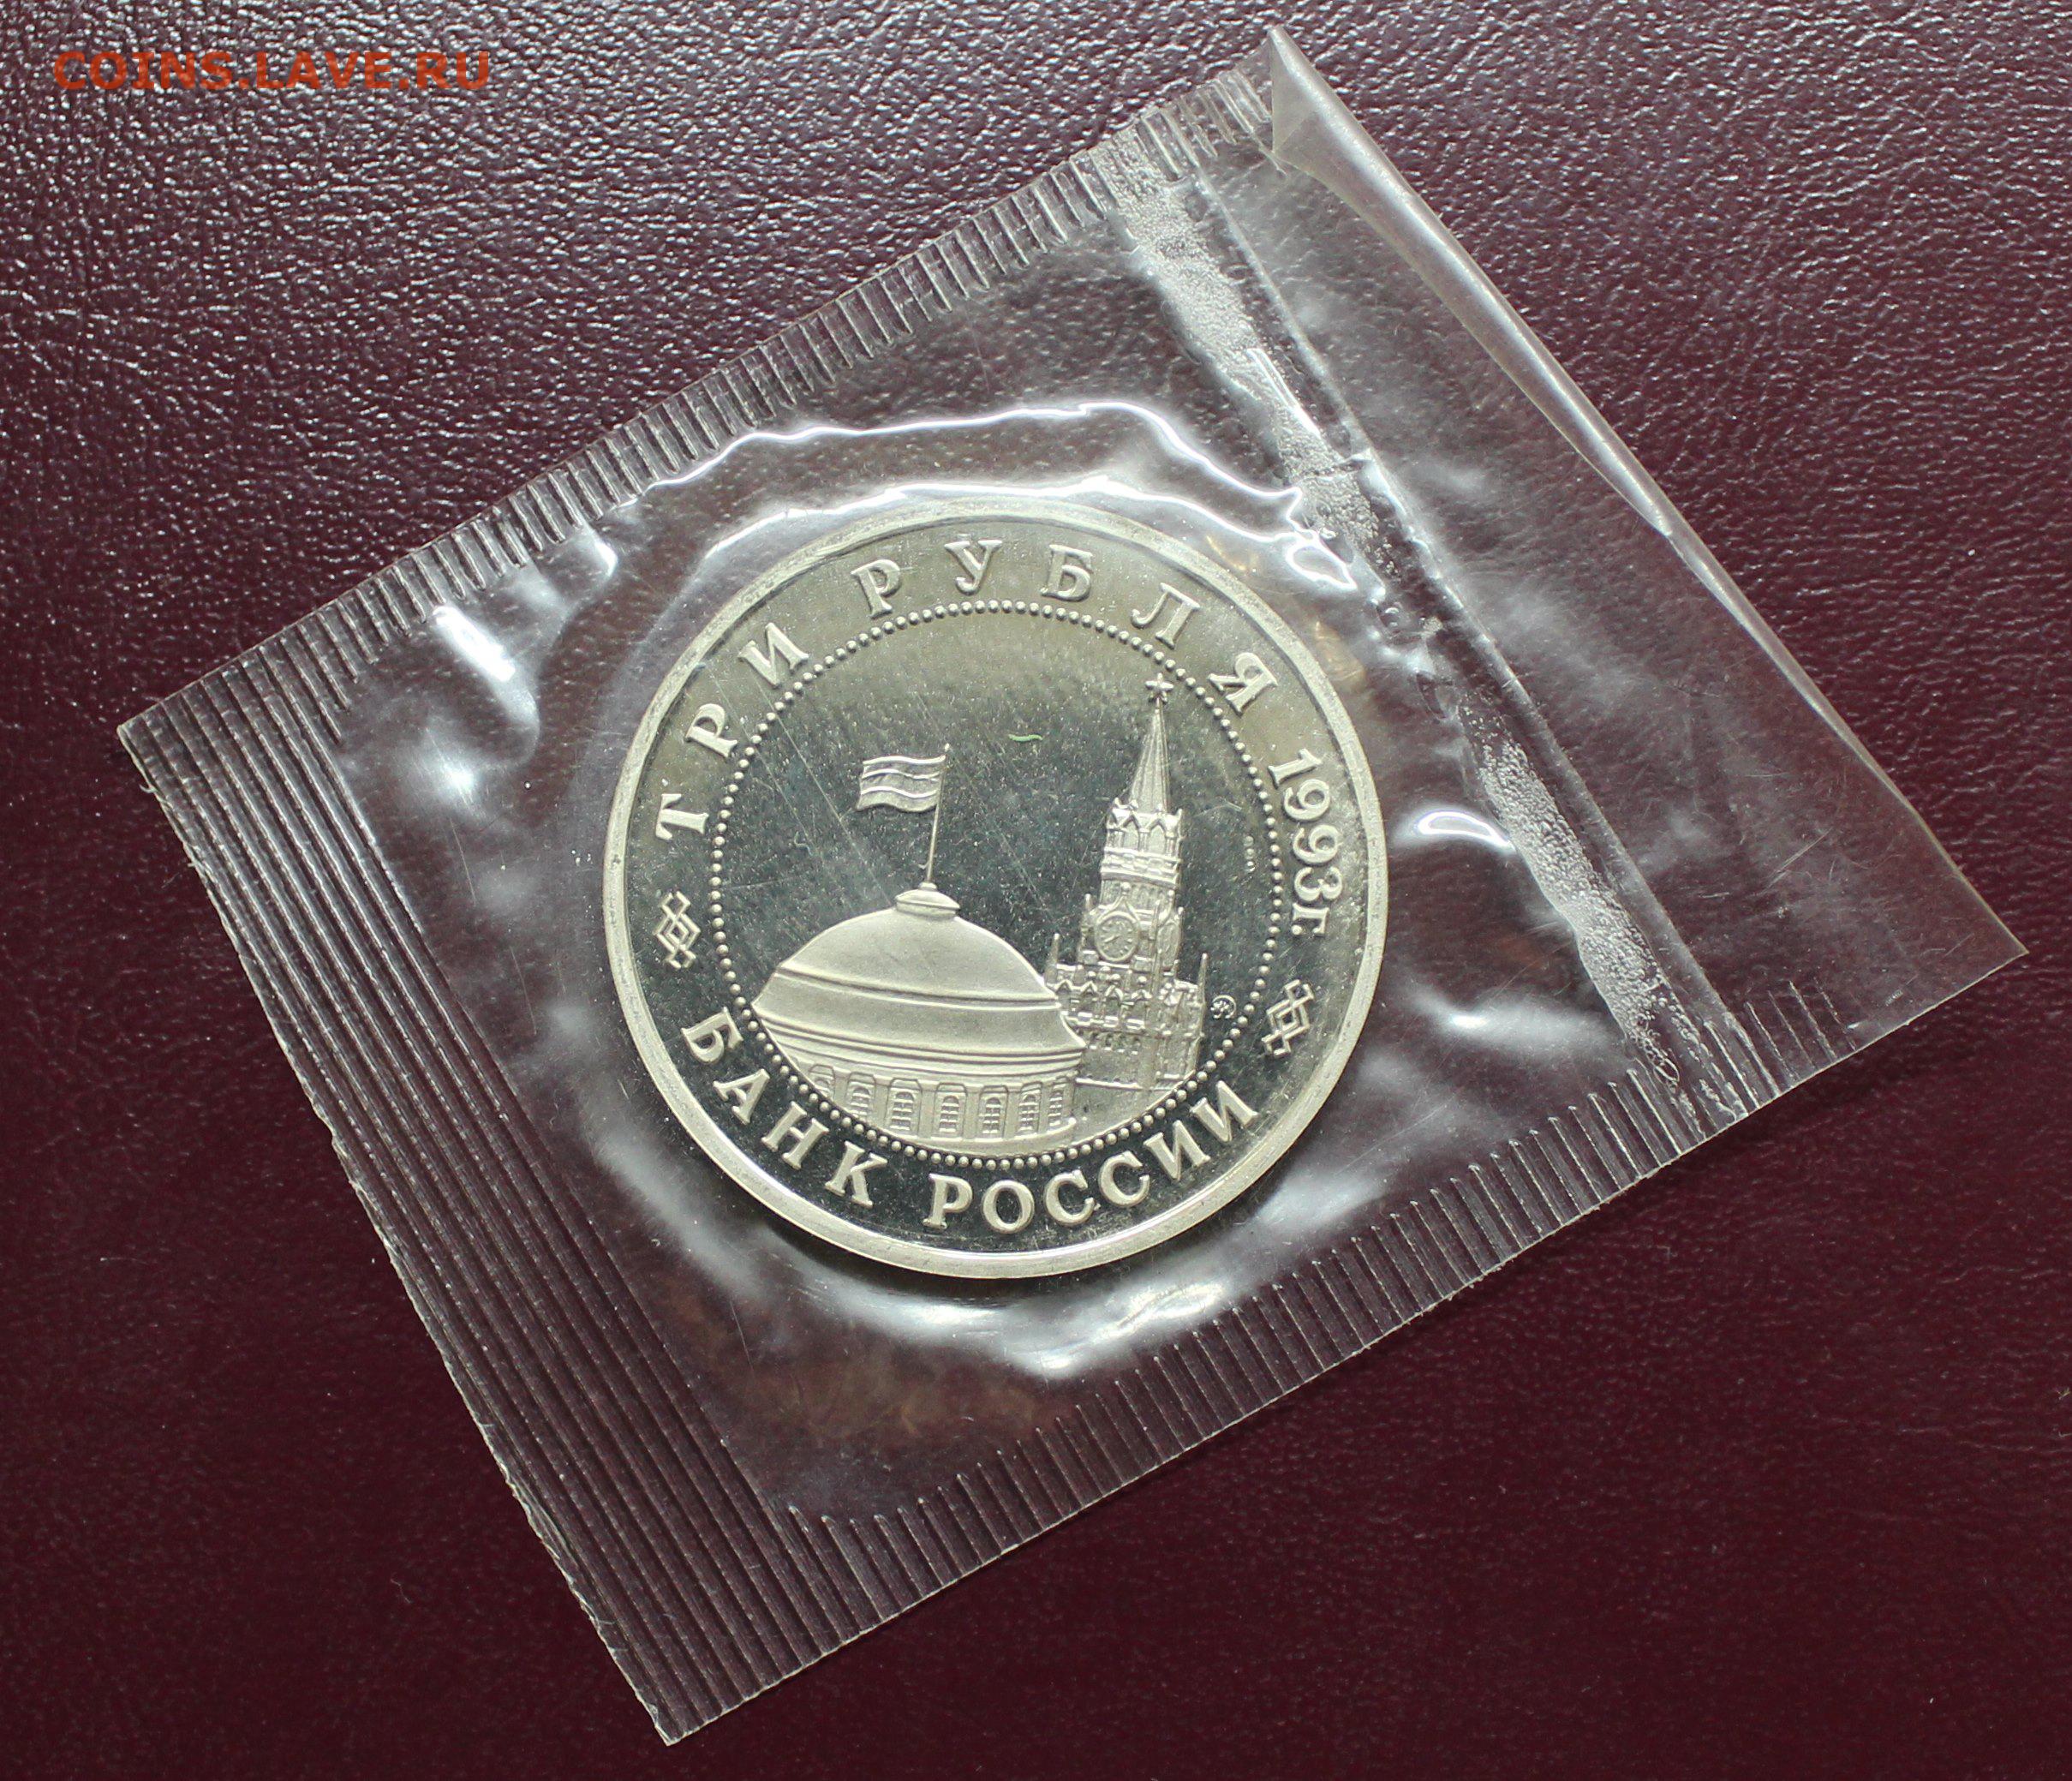 COINS.LAVE.RU
ТРИ РУБЛЯ 1993г.
БАНК РОССИИ